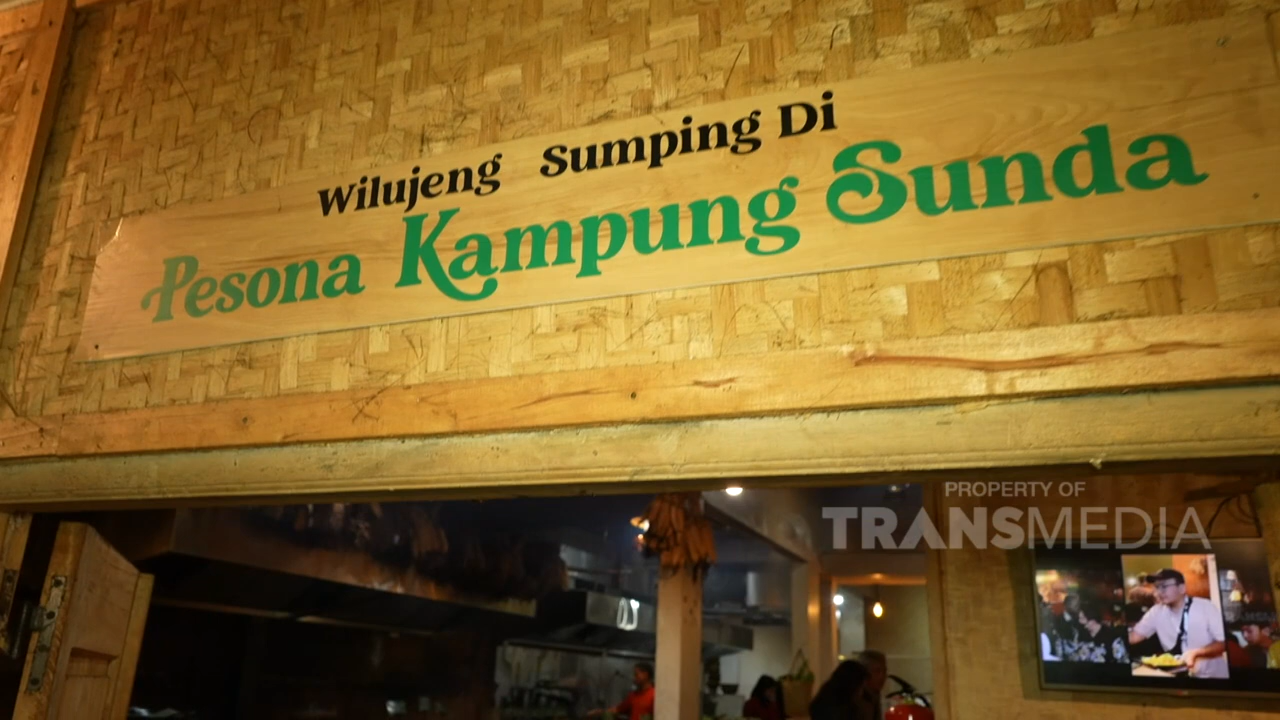 Wilujeng Sumping Di
Pesona Kampung Sunda
PROPERTY OF
TRANSMEDIA